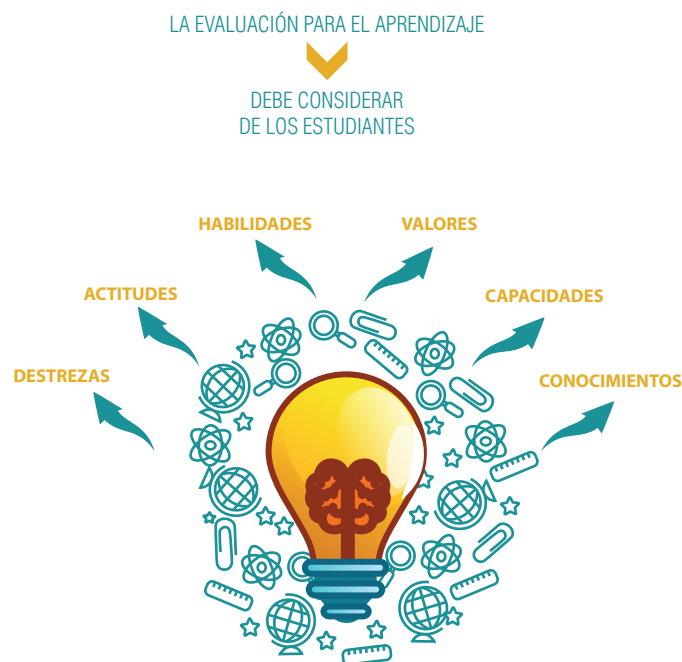 LA EVALUACIÓN PARA EL APRENDIZAJE
DEBE CONSIDERAR
DE LOS ESTUDIANTES
HABILIDADES
VALORES
ACTITUDES
CAPACIDADES
DESTREZAS
CONOCIMIENTOS